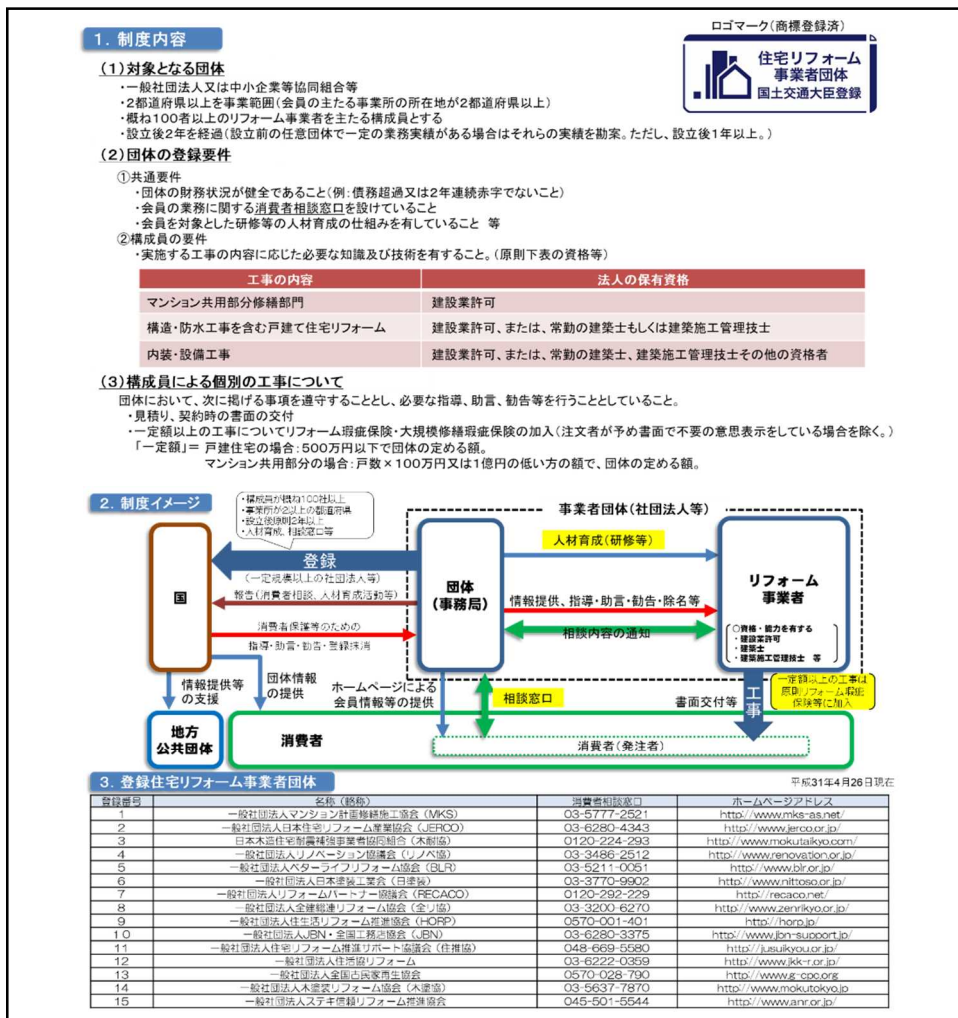 ロゴマーク(商標登録済)
住宅リフォーム
事業者団体
国土交通大臣登録
1. 制度内容
(1)対象となる団体
・一般社団法人又は中小企業等協同組合等
・2都道府県以上を事業範囲(会員の主たる事業所の所在地が2都道府県以上)
・概ね100者以上のリフォーム事業者を主たる構成員とする
・設立後2年を経過(設立前の任意団体で一定の業務実績がある場合はそれらの実績を勘案。ただし、設立後1年以上。)
(2)団体の登録要件
①共通要件
・団体の財務状況が健全であること(例:債務超過又は2年連続赤字でないこと)
・会員の業務に関する消費者相談窓口を設けていること
・会員を対象とした研修等の人材育成の仕組みを有していること 等
②構成員の要件
・実施する工事の内容に応じた必要な知識及び技術を有すること。(原則下表の資格等)
工事の内容 法人の保有資格
マンション共用部分修繕部門 建設業許可
構造・防水工事を含む戸建て住宅リフォーム 建設業許可、または、常勤の建築士もしくは建築施工管理技士
内装・設備工事 建設業許可、または、常勤の建築士、建築施工管理技士その他の資格者
(3)構成員による個別の工事について
団体において、次に掲げる事項を遵守することとし、必要な指導、助言、勧告等を行うこととしていること。
・見積り、契約時の書面の交付
・一定額以上の工事についてリフォーム瑕疵保険・大規模修繕瑕疵保険の加入(注文者が予め書面で不要の意思表示をしている場合を除く。)
「一定額」= 戸建住宅の場合:500万円以下で団体の定める額。
マンション共用部分の場合:戸数×100万円又は1億円の低い方の額で、団体の定める額。
2. 制度イメージ
・構成員が概ね100社以上
・事業所が2以上の都道府県
・設立後原則2年以上
・人材育成、相談窓口等
事業者団体(社団法人等)
登録
(一定規模以上の社団法人等)
報告(消費者相談、人材育成活動等)
消費者保護等のための
指導・助言・勧告・登録抹消
国
団体
(事務局)
人材育成(研修等)
情報提供、指導・助言・勧告・除名等
相談内容の通知
リフォーム
事業者
○資格・能力を有する
・建設業許可
・建築士
・建築施工管理技士 等
情報提供等
の支援
団体情報
の提供
ホームページによる
会員情報等の提供
相談窓口
書面交付等
工事
一定額以上の工事は
原則リフォーム瑕疵
保険等に加入
地方
公共団体
消費者
消費者(発注者)
3. 登録住宅リフォーム事業者団体
平成31年4月26日現在
登録番号 名称(略称) 消費者相談窓口 ホームページアドレス
1 一般社団法人マンション計画修繕施工協会(MKS) 03-5777-2521 http://www.mks-as.net/
2 一般社団法人日本住宅リフォーム産業協会(JERCO) 03-6280-4343 http://www.jerco.or.jp/
3 日本木造住宅耐震補強事業者協同組合(木耐協) 0120-224-293 http://www.mokutaikyo.com/
4 一般社団法人リノベーション協議会(リノベ協) 03-3486-2512 http://www.renovation.or.jp/
5 一般社団法人ベターライフリフォーム協会(BLR) 03-5211-0051 http://www.blr.or.jp/
6 一般社団法人日本塗装工業会(日塗装) 03-3770-9902 http://www.nittoso.or.jp/
7 一般社団法人リフォームパートナー協議会(RECACO) 0120-292-229 http://recaco.net/
8 一般社団法人全建総連リフォーム協会(全リ協) 03-3200-6270 http://www.zenrikyo.or.jp/
9 一般社団法人住生活リフォーム推進協会(HORP) 0570-001-401 http://horp.jp/
10 一般社団法人JBN・全国工務店協会(JBN) 03-6280-3375 http://www.jbn-support.jp/
11 一般社団法人住宅リフォーム推進サポート協議会(住推協) 048-669-5580 http://jusuikyou.or.jp/
12 一般社団法人住活協リフォーム 03-6222-0359 http://www.jkk-r.or.jp/
13 一般社団法人全国古民家再生協会 0570-028-790 http://www.g-cpc.org
14 一般社団法人木塗装リフォーム協会(木塗協) 03-5637-7870 http://www.mokutokyo.jp
15 一般社団法人ステキ信頼リフォーム推進協会 045-501-5544 http://www.anr.or.jp/